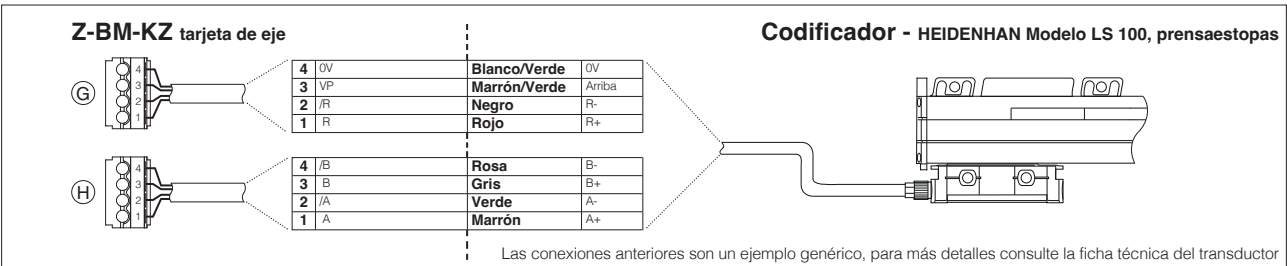 Z-BM-KZ tarjeta de eje
Codificador - HEIDENHAN Modelo LS 100, prensaestopas
G
4
3
2
1
4 0V Blanco/Verde 0V
3 VP Marrón/Verde Arriba
2 /R Negro R-
1 R Rojo R+
H
4
3
2
1
4 /B Rosa B-
3 B Gris B+
2 /A Verde A-
1 A Marrón A+
Las conexiones anteriores son un ejemplo genérico, para más detalles consulte la ficha técnica del transductor